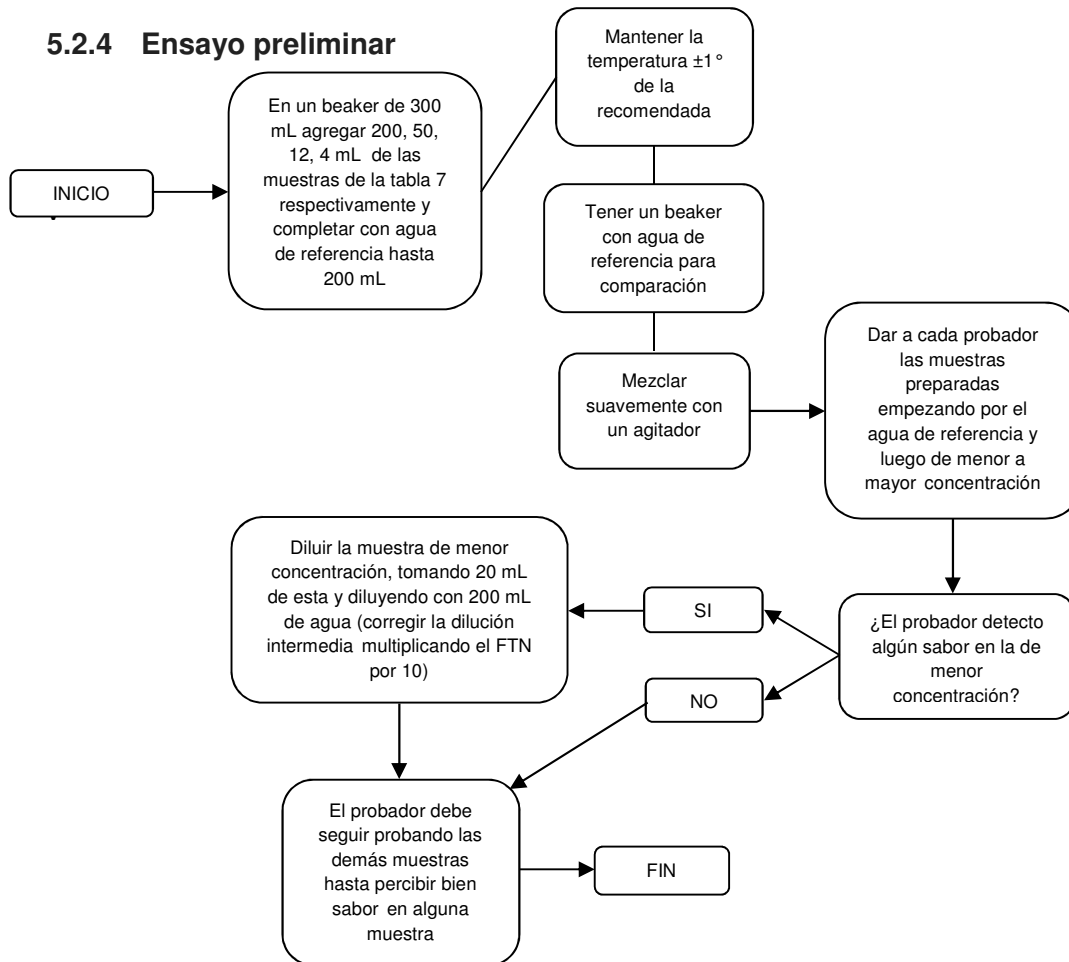 5.2.4 Ensayo preliminar
INICIO
En un beaker de 300
mL agregar 200, 50,
12, 4 mL de las
muestras de la tabla 7
respectivamente y
completar con agua
de referencia hasta
200 mL
Mantener la
temperatura ±1°
de la
recomendada
Tener un beaker
con agua de
referencia para
comparación
Mezclar
suavemente con
un agitador
Dar a cada probador
las muestras
preparadas
empezando por el
agua de referencia y
luego de menor a
mayor concentración
¿El probador detecto
algún sabor en la de
menor
concentración?
SI
NO
Diluir la muestra de menor
concentración, tomando 20 mL
de esta y diluyendo con 200 mL
de agua (corregir la dilución
intermedia multiplicando el FTN
por 10)
El probador debe
seguir probando las
demás muestras
hasta percibir bien
sabor en alguna
muestra
FIN